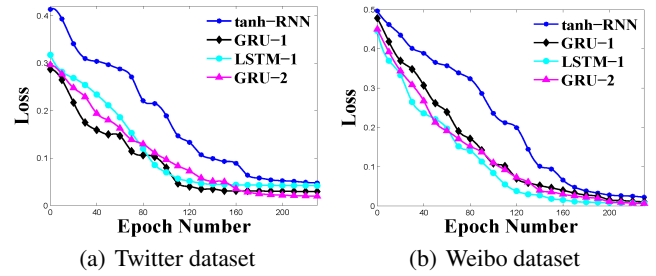 0.4
0.3
0.2
0.1
0
Loss
0 40 80 120 160 200
Epoch Number
tanh−RNN
GRU−1
LSTM−1
GRU−2
(a) Twitter dataset
0.5
0.4
0.3
0.2
0.1
0
Loss
0 40 80 120 160 200
Epoch Number
tanh−RNN
GRU−1
LSTM−1
GRU−2
(b) Weibo dataset